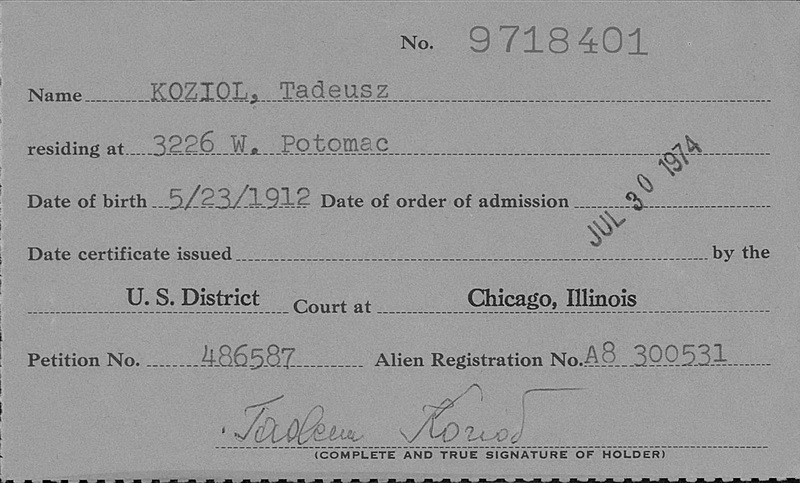 No. 9718401
Name KOZIOL, Tadeusz
residing at 3226 W. Potomac
Date of birth 5/23/1912 Date of order of admission JUL 30 1974
Date certificate issued by the
U. S. District Court at Chicago, Illinois
Petition No. 486587 Alien Registration No. A8 300531
Tadeusz Kozioł
(COMPLETE AND TRUE SIGNATURE OF HOLDER)